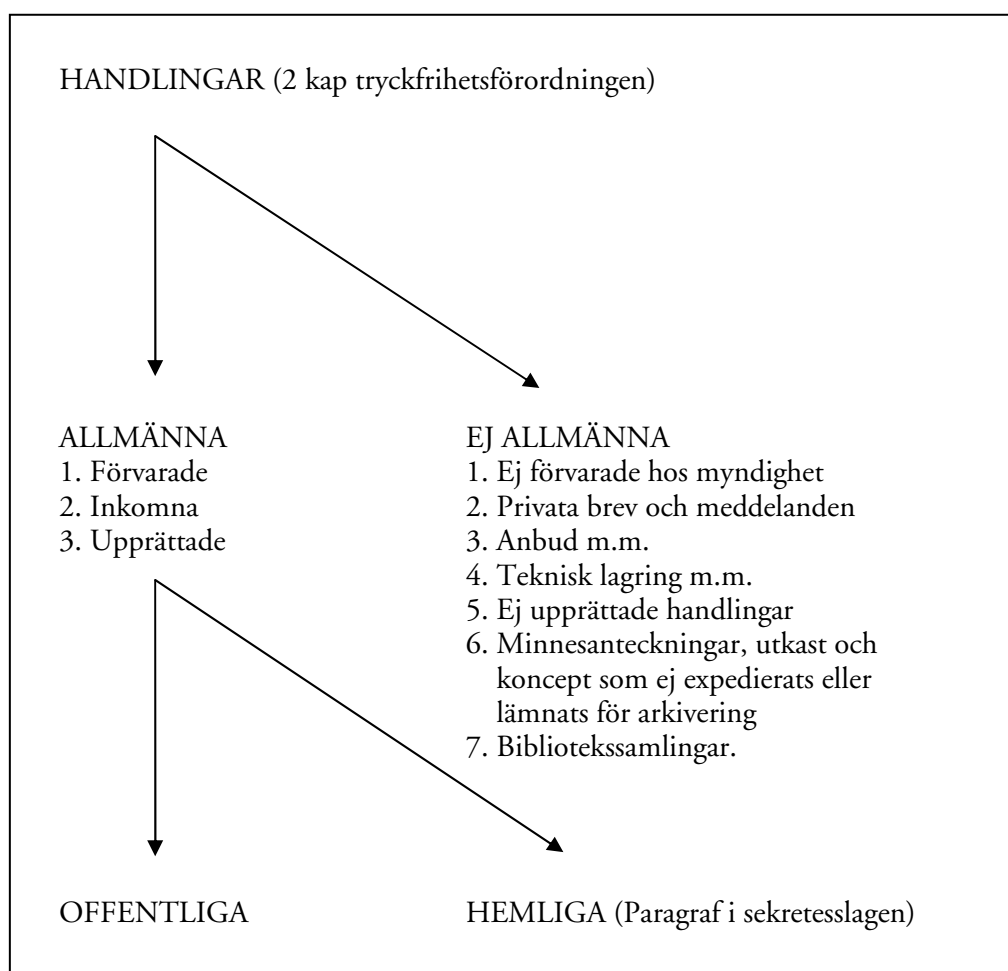 HANDLINGAR (2 kap tryckfrihetsförordningen)
ALLMÄNNA
1. Förvarade
2. Inkomna
3. Upprättade
EJ ALLMÄNNA
1. Ej förvarade hos myndighet
2. Privata brev och meddelanden
3. Anbud m.m.
4. Teknisk lagring m.m.
5. Ej upprättade handlingar
6. Minnesanteckningar, utkast och
koncept som ej expedierats eller
lämnats för arkivering
7. Bibliotekssamlingar.
OFFENTLIGA
HEMLIGA (Paragraf i sekretesslagen)